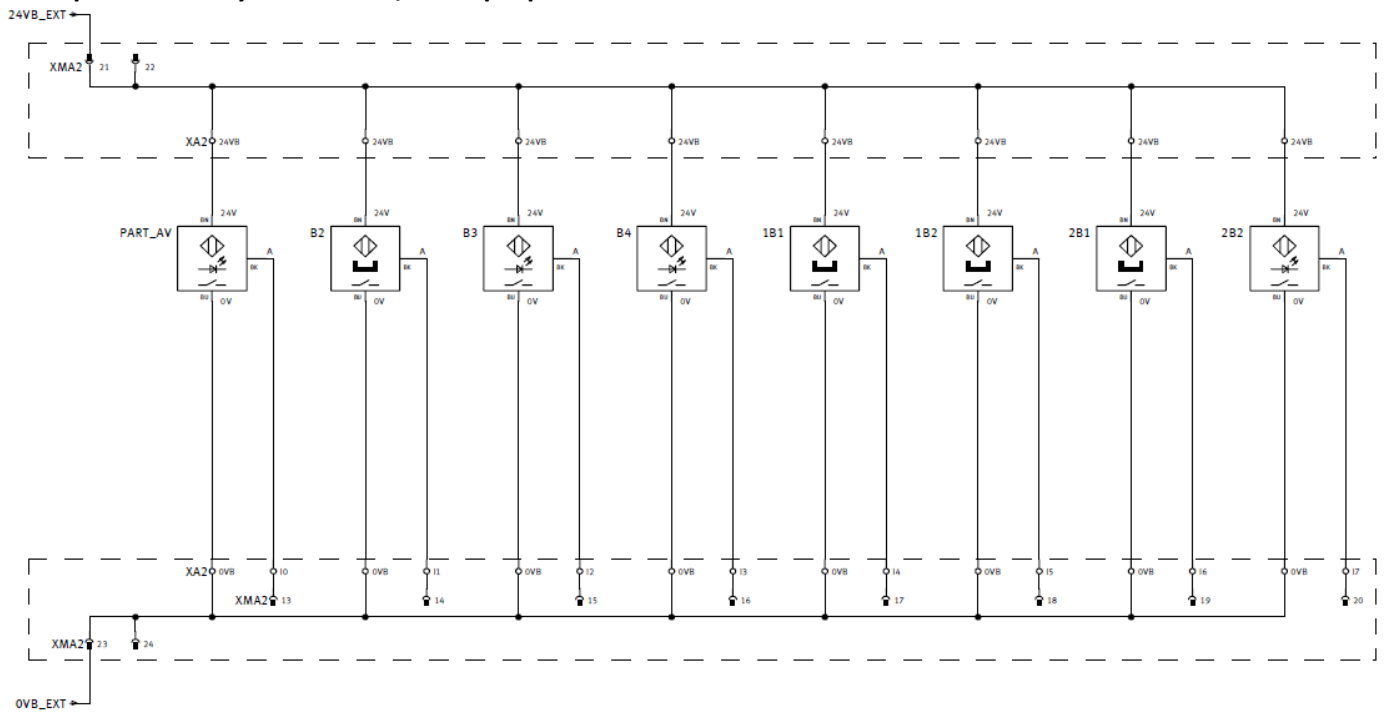 24VB_EXT
XMA2 21 22
XA2 24VB 24VB 24VB 24VB 24VB 24VB 24VB 24VB
BN 24V BN 24V BN 24V BN 24V BN 24V BN 24V BN 24V BN 24V
PART_AV B2 B3 B4 1B1 1B2 2B1 2B2
A A A A A A A A
BK BK BK BK BK BK BK BK
BU 0V BU 0V BU 0V BU 0V BU 0V BU 0V BU 0V BU 0V
XA2 0VB I0 0VB I1 0VB I2 0VB I3 0VB I4 0VB I5 0VB I6 0VB I7
XMA2 13 14 15 16 17 18 19 20
XMA2 23 24
0VB_EXT